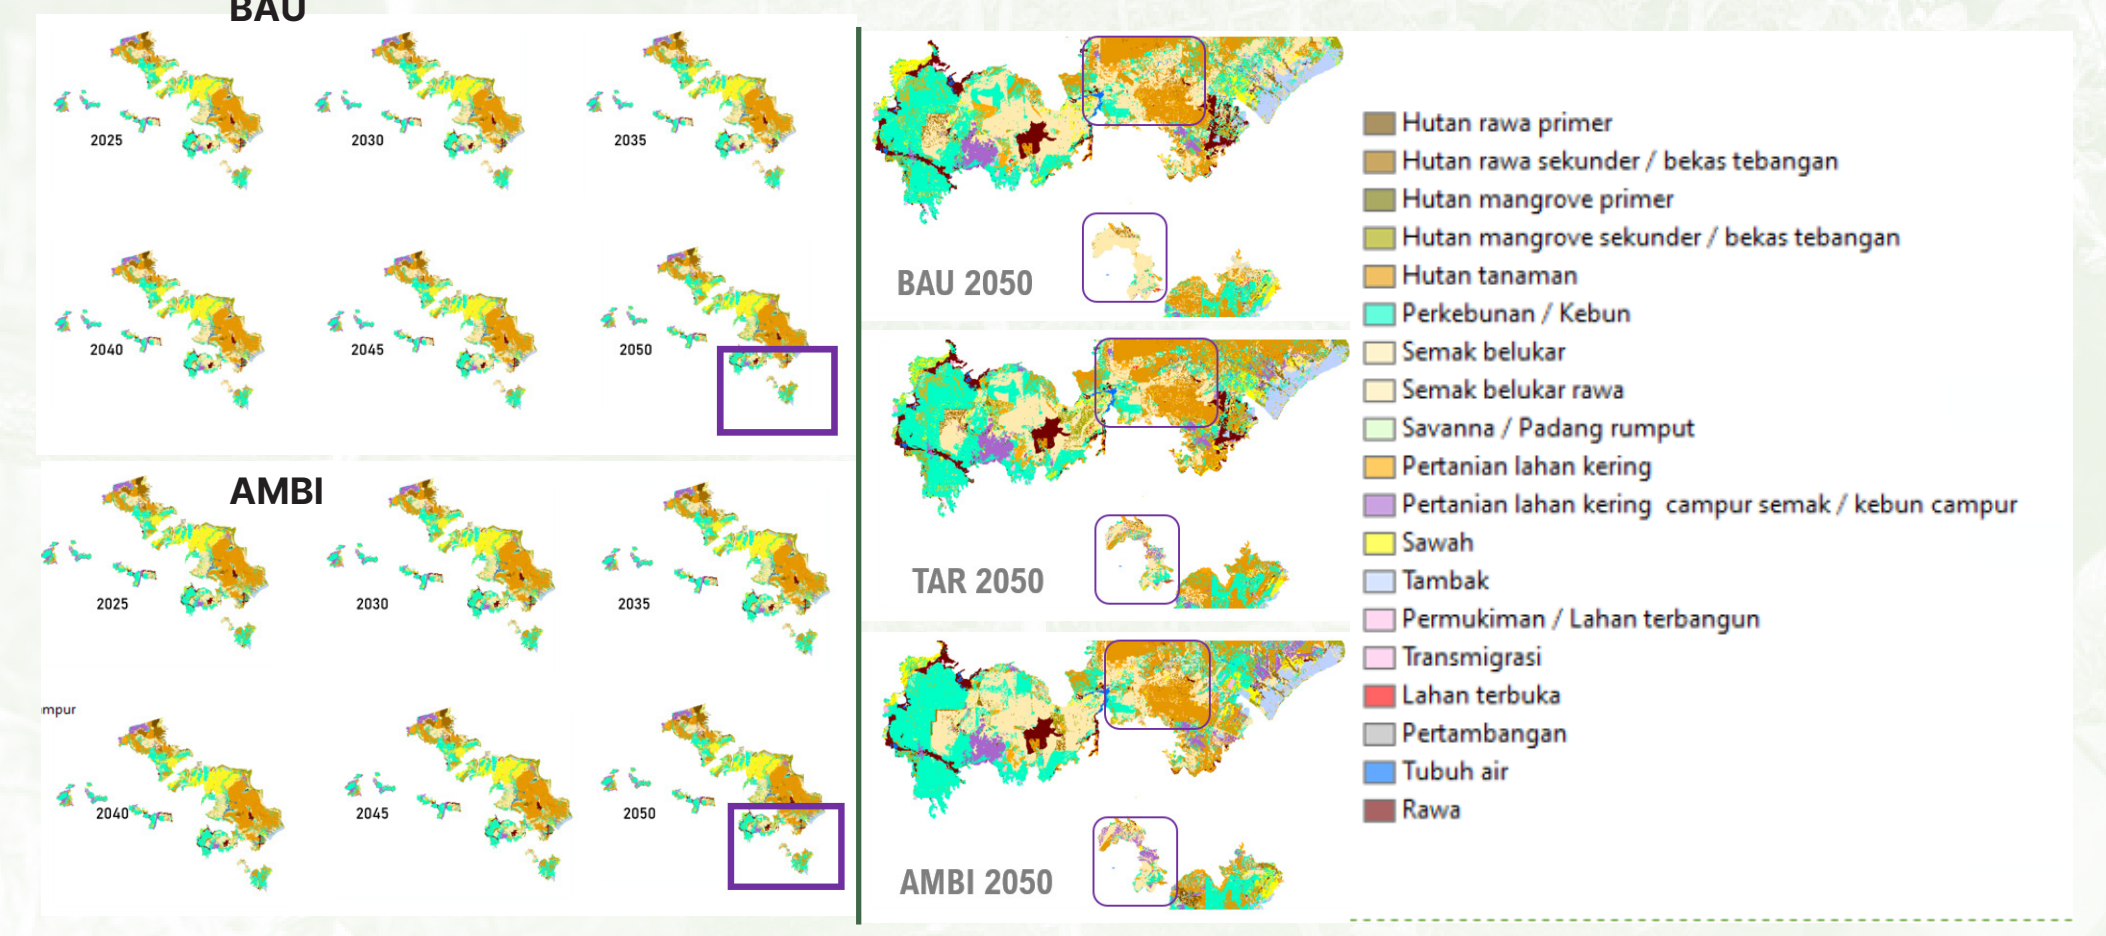 BAU
2025
2030
2035
2040
2045
2050
AMBI
2025
2030
2035
mpur
2040
2045
2050
BAU 2050
TAR 2050
AMBI 2050
Hutan rawa primer
Hutan rawa sekunder / bekas tebangan
Hutan mangrove primer
Hutan mangrove sekunder / bekas tebangan
Hutan tanaman
Perkebunan / Kebun
Semak belukar
Semak belukar rawa
Savanna / Padang rumput
Pertanian lahan kering
Pertanian lahan kering campur semak / kebun campur
Sawah
Tambak
Permukiman / Lahan terbangun
Transmigrasi
Lahan terbuka
Pertambangan
Tubuh air
Rawa